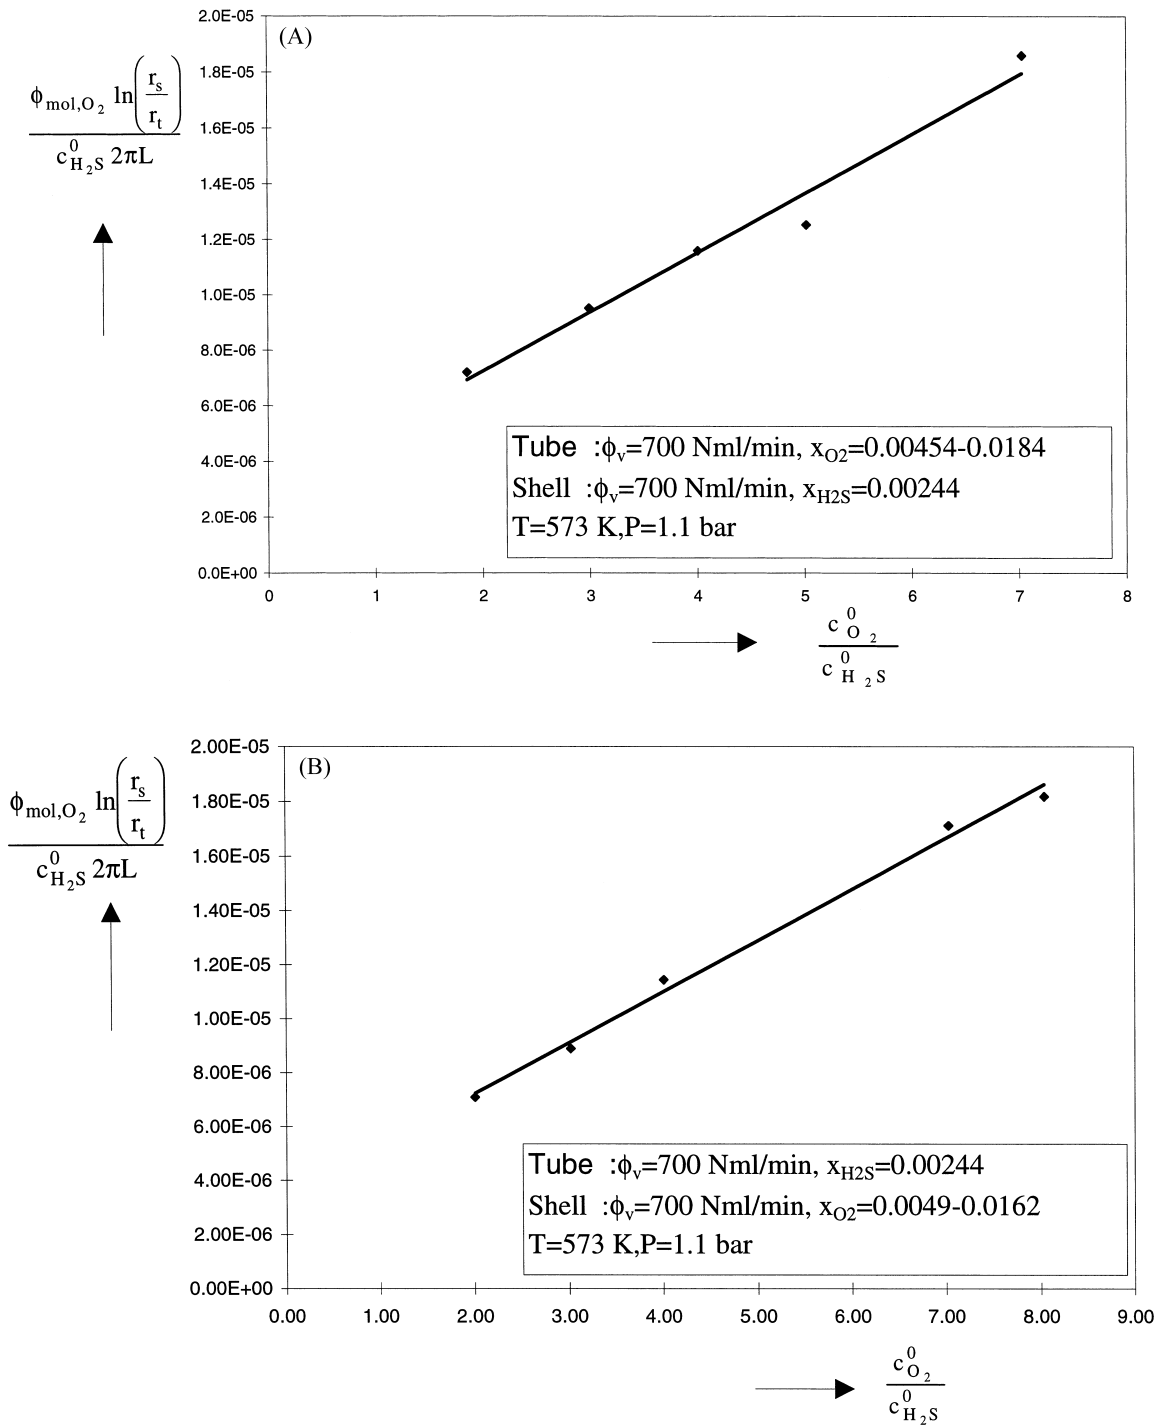 (A)
ϕmol,O2 ln(rs/rt)
c0H2S 2πL
2.0E-05
1.8E-05
1.6E-05
1.4E-05
1.2E-05
1.0E-05
8.0E-06
6.0E-06
4.0E-06
2.0E-06
0.0E+00
Tube :ϕv=700 Nml/min, xO2=0.00454-0.0184
Shell :ϕv=700 Nml/min, xH2S=0.00244
T=573 K,P=1.1 bar
0 1 2 3 4 5 6 7 8
c0O2
c0H2S
(B)
ϕmol,O2 ln(rs/rt)
c0H2S 2πL
2.00E-05
1.80E-05
1.60E-05
1.40E-05
1.20E-05
1.00E-05
8.00E-06
6.00E-06
4.00E-06
2.00E-06
0.00E+00
Tube :ϕv=700 Nml/min, xH2S=0.00244
Shell :ϕv=700 Nml/min, xO2=0.0049-0.0162
T=573 K,P=1.1 bar
0.00 1.00 2.00 3.00 4.00 5.00 6.00 7.00 8.00 9.00
c0O2
c0H2S